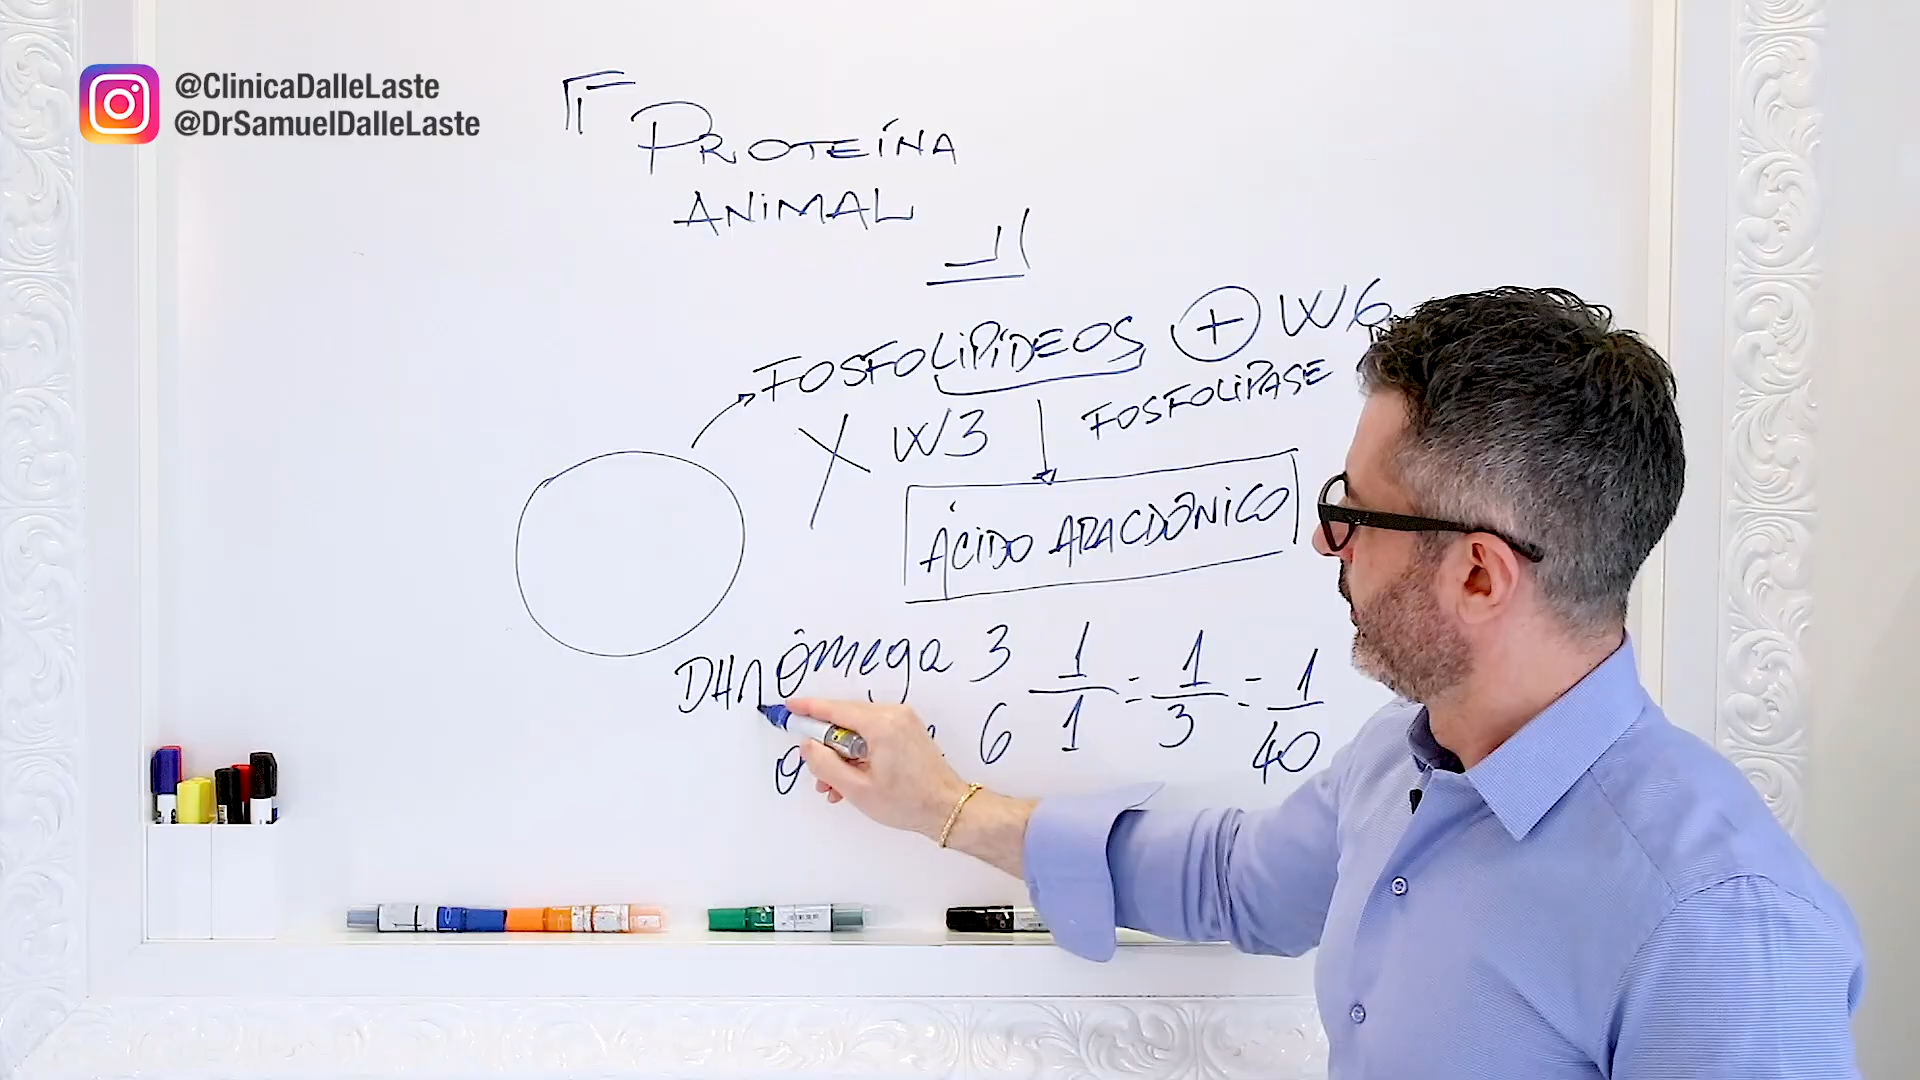 @ClinicaDalleLaste
@DrSamuelDalleLaste
PROTEÍNA
ANIMAL
FOSFOLIPÍDEOS + W6
X W3 FOSFOLIPASE
ÁCIDO ARACDÔNICO
DHA ômega 3 1/1 = 1/3 = 1/40
6